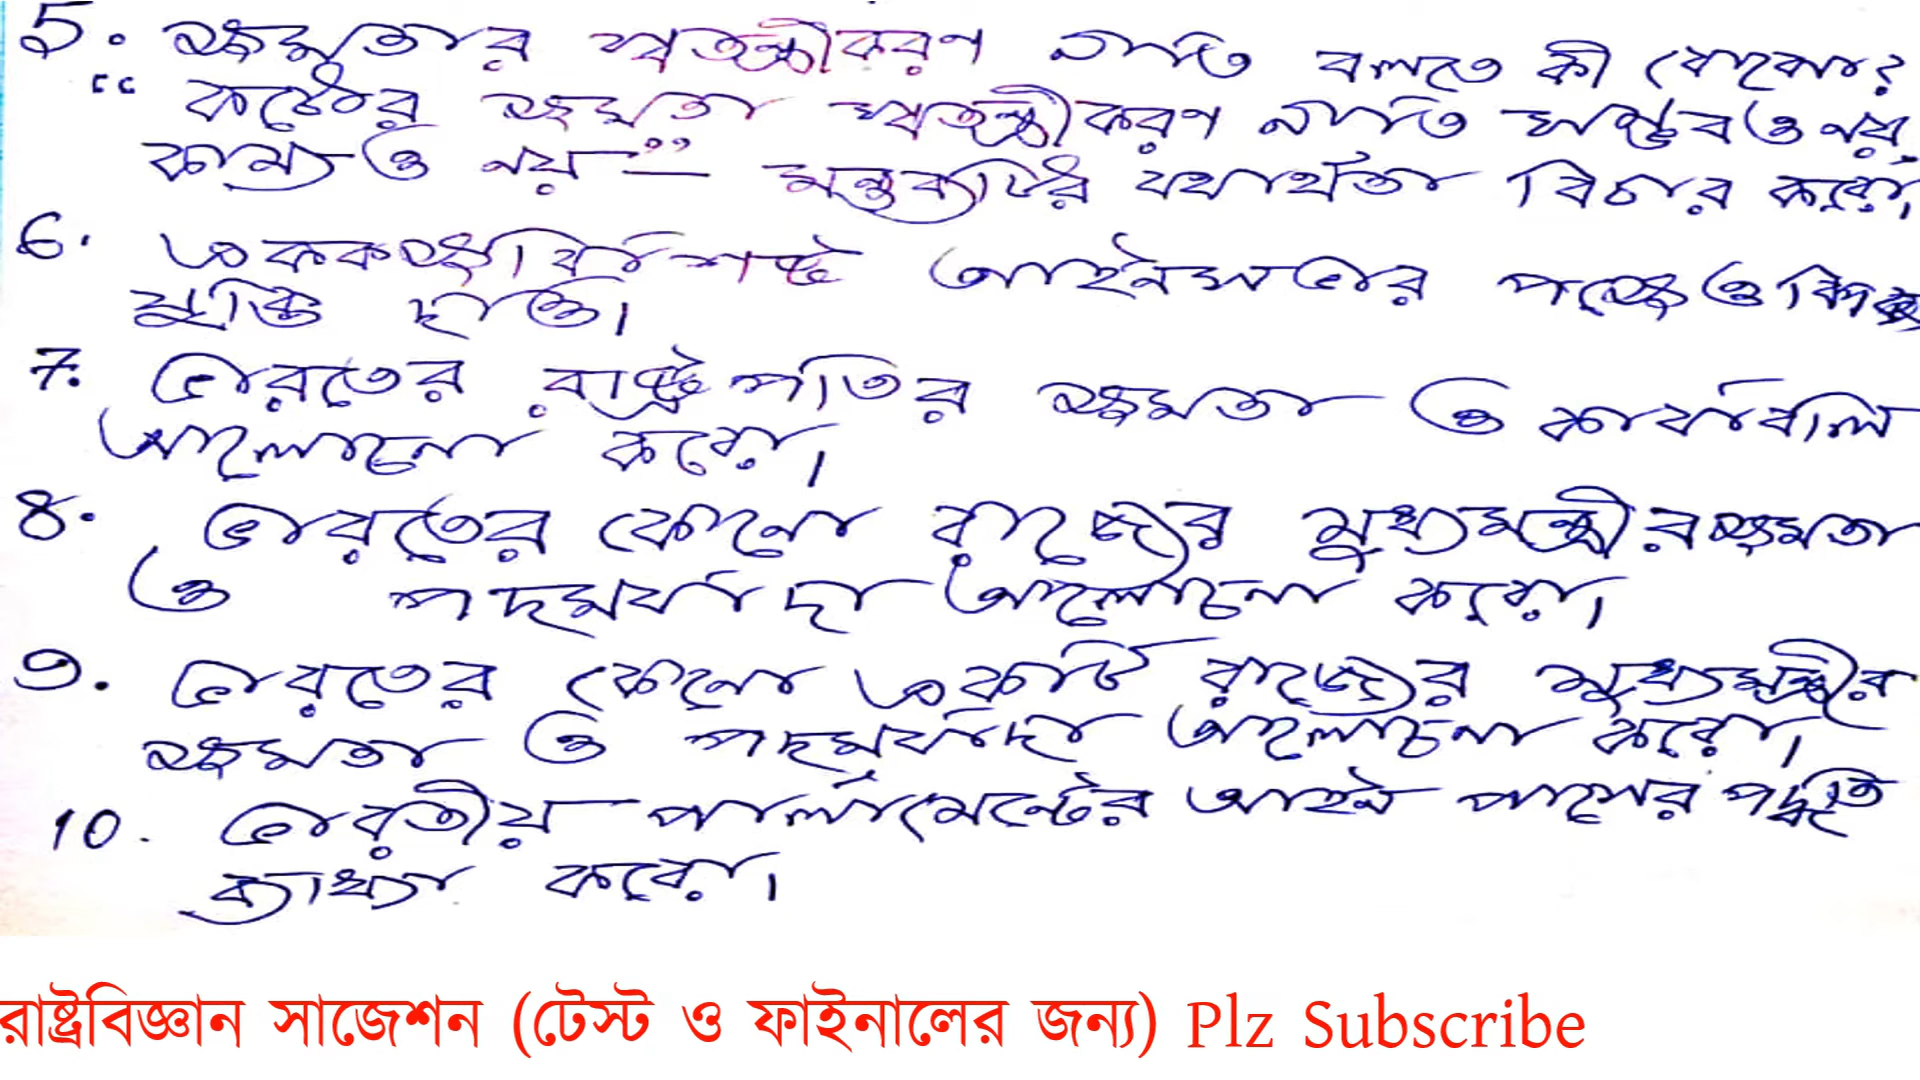 5. ক্ষমতার স্বতন্ত্রীকরণ নীতি বলতে কী বোঝো?
"কঠোর ক্ষমতা স্বতন্ত্রীকরণ নীতি সম্ভবও নয়,
কাম্যও নয়" — মন্তব্যটির যথার্থতা বিচার করো।
6. এককক্ষবিশিষ্ট আইনসভার পক্ষে ও বিপক্ষে
যুক্তি দাও।
7. ভারতের রাষ্ট্রপতির ক্ষমতা ও কার্যাবলি
আলোচনা করো।
8. ভারতের কোনো রাজ্যের মুখ্যমন্ত্রীর ক্ষমতা
ও পদমর্যাদা আলোচনা করো।
9. ভারতের কোনো একটি রাজ্যের মুখ্যমন্ত্রীর
ক্ষমতা ও পদমর্যাদা আলোচনা করো।
10. ভারতীয় পার্লামেন্টের আইন পাসের পদ্ধতি
ব্যাখ্যা করো।
রাষ্ট্রবিজ্ঞান সাজেশন (টেস্ট ও ফাইনালের জন্য) Plz Subscribe